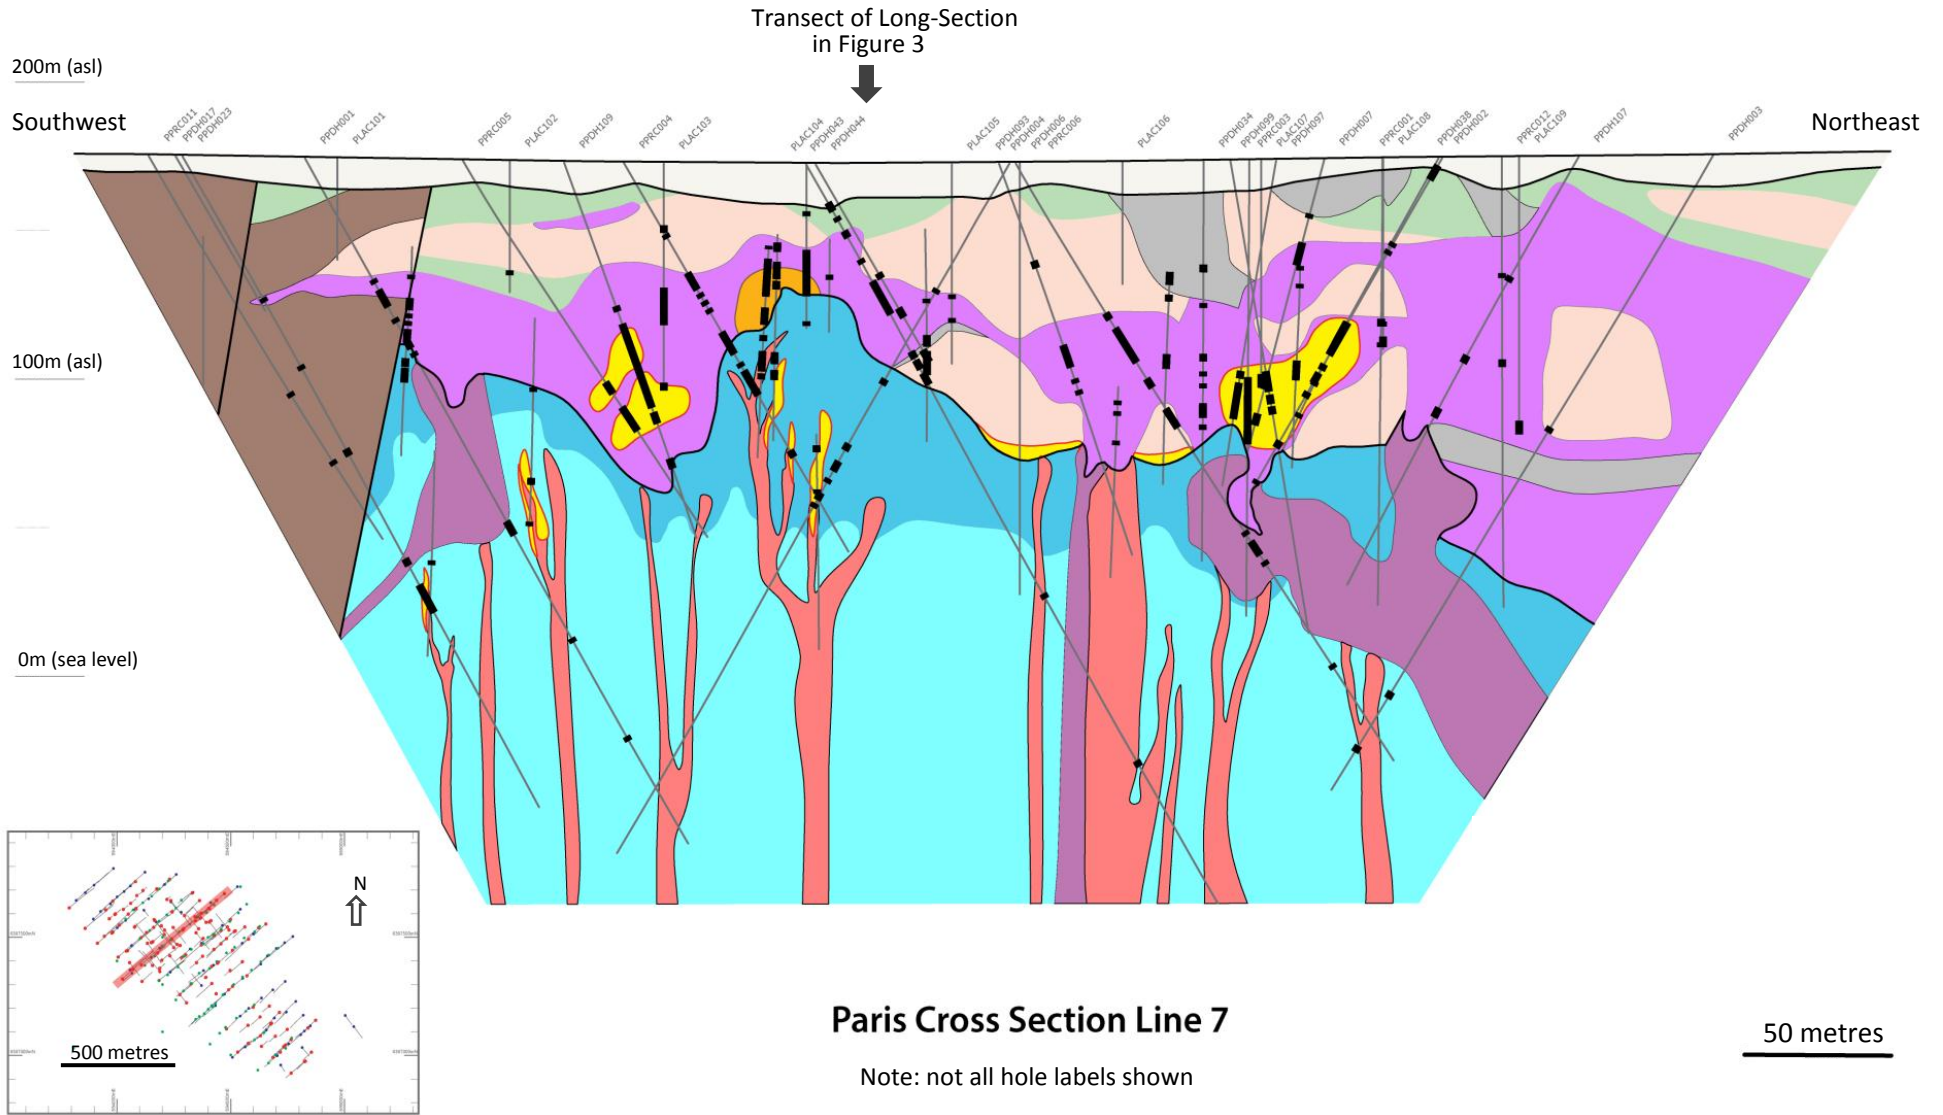 Transect of Long-Section
in Figure 3
200m (asl)
Southwest
Northeast
PPRC011
PPDH017
PPDH023
PPDH001
PLAC101
PPRC005
PLAC102
PPDH109
PPRC004
PLAC103
PLAC104
PPDH043
PPDH044
PLAC105
PPDH093
PPDH004
PPDH006
PPRC006
PLAC106
PPDH034
PPDH099
PPRC003
PLAC107
PPDH097
PPDH007
PPRC001
PLAC108
PPDH038
PPDH002
PPRC012
PLAC109
PPDH107
PPDH003
100m (asl)
0m (sea level)
N
500 metres
Paris Cross Section Line 7
Note: not all hole labels shown
50 metres